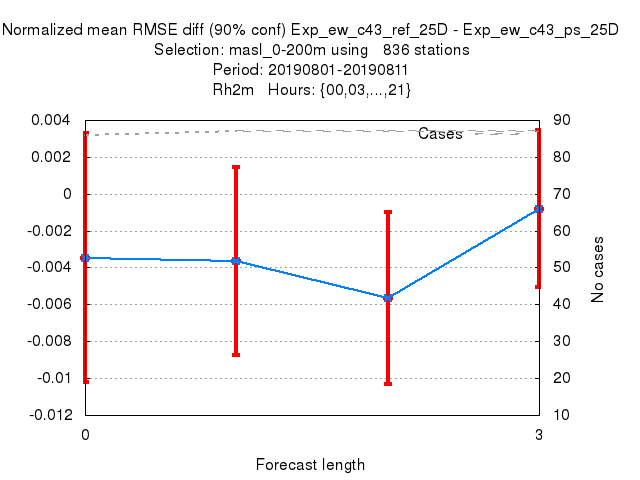 Normalized mean RMSE diff (90% conf) Exp_ew_c43_ref_25D - Exp_ew_c43_ps_25D
Selection: masl_0-200m using 836 stations
Period: 20190801-20190811
Rh2m Hours: {00,03,...,21}
0.004
0.002
0
-0.002
-0.004
-0.006
-0.008
-0.01
-0.012
Cases
90
80
70
60
50
40
30
20
10
No cases
0
3
Forecast length